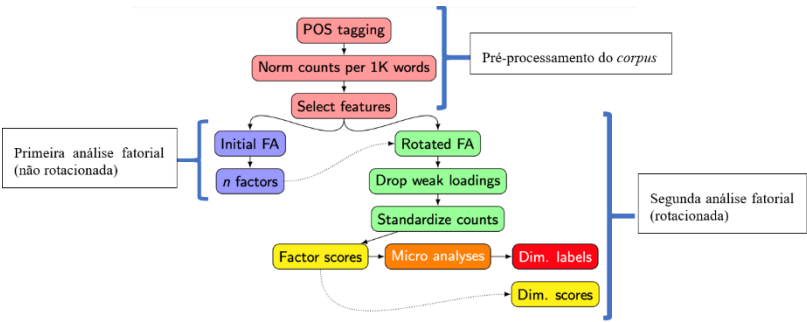 POS tagging
Norm counts per 1K words
Select features
Pré-processamento do corpus
Primeira análise fatorial
(não rotacionada)
Initial FA
n factors
Rotated FA
Drop weak loadings
Standardize counts
Segunda análise fatorial
(rotacionada)
Factor scores
Micro analyses
Dim. labels
Dim. scores